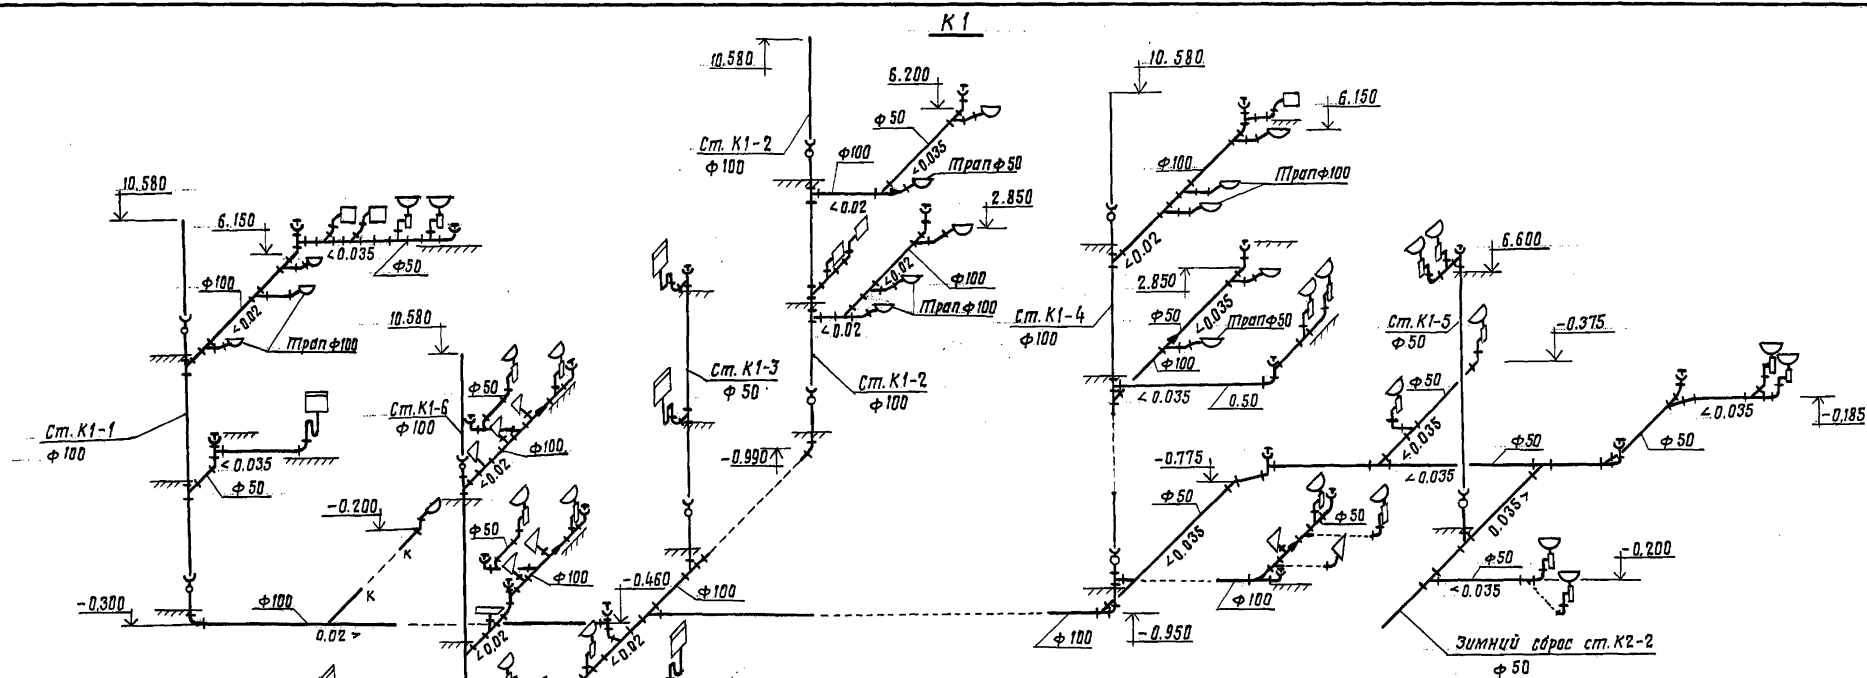 К1
10.580
6.200
ф50
<0.035
Ст. К1-2
ф100
ф100
Трап ф50
<0.02
10.580
6.150
ф100
Трап ф100
<0.02
10.580
6.150
<0.035
ф50
ф100
<0.02
Трап ф100
2.850
<0.02
ф100
Трап ф100
<0.02
2.850
<0.035
ф50
Трап ф50
ф100
Ст. К1-4
ф100
<0.035
0.50
6.600
Ст. К1-5
ф50
-0.375
10.580
Ст. К1-6
ф100
ф50
ф100
<0.02
Ст. К1-3
ф50
Ст. К1-2
ф100
Ст. К1-1
ф100
<0.035
ф50
-0.990
-0.775
ф50
<0.035
ф50
<0.035
<0.035
ф50
<0.035
ф50
-0.185
-0.200
К
К
ф50
ф100
-0.460
ф100
ф50
ф100
0.035>
ф50
<0.035
-0.200
-0.300
ф100
0.02>
<0.02
<0.02
ф100
-0.950
Зимний сброс ст. К2-2
ф50